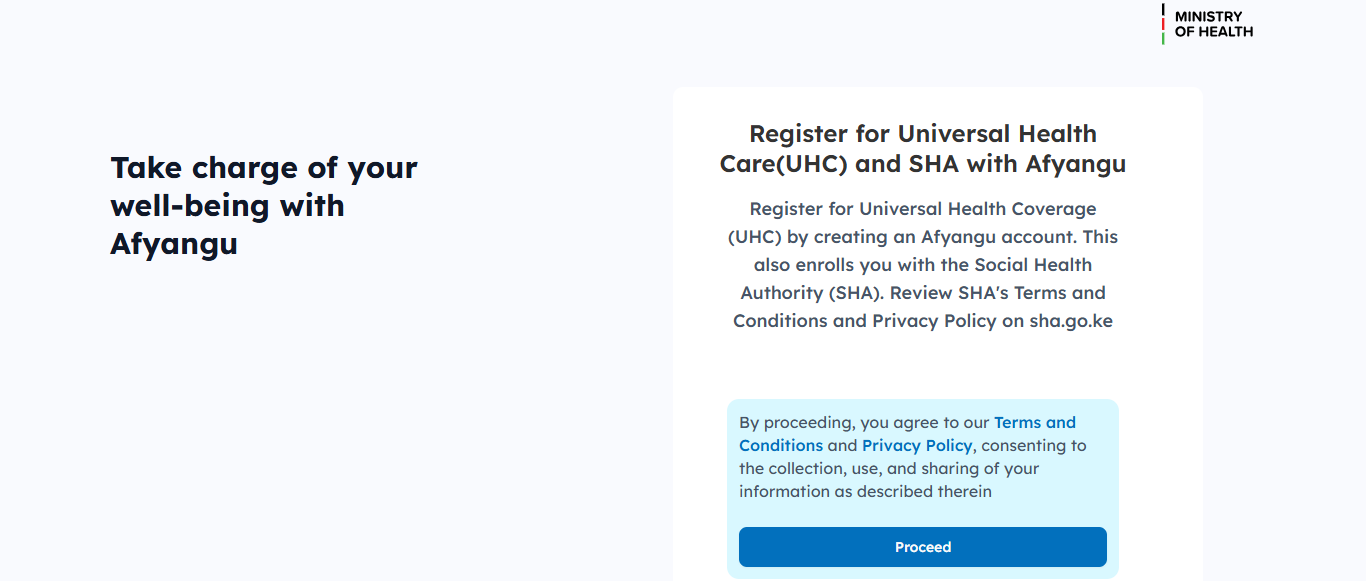 MINISTRY
OF HEALTH
Take charge of your
well-being with
Afyangu
Register for Universal Health
Care(UHC) and SHA with Afyangu
Register for Universal Health Coverage
(UHC) by creating an Afyangu account. This
also enrolls you with the Social Health
Authority (SHA). Review SHA's Terms and
Conditions and Privacy Policy on sha.go.ke
By proceeding, you agree to our Terms and
Conditions and Privacy Policy, consenting to
the collection, use, and sharing of your
information as described therein
Proceed